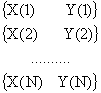 {X(1) Y(1)}
{X(2) Y(2)}
..........
{X(N) Y(N)}